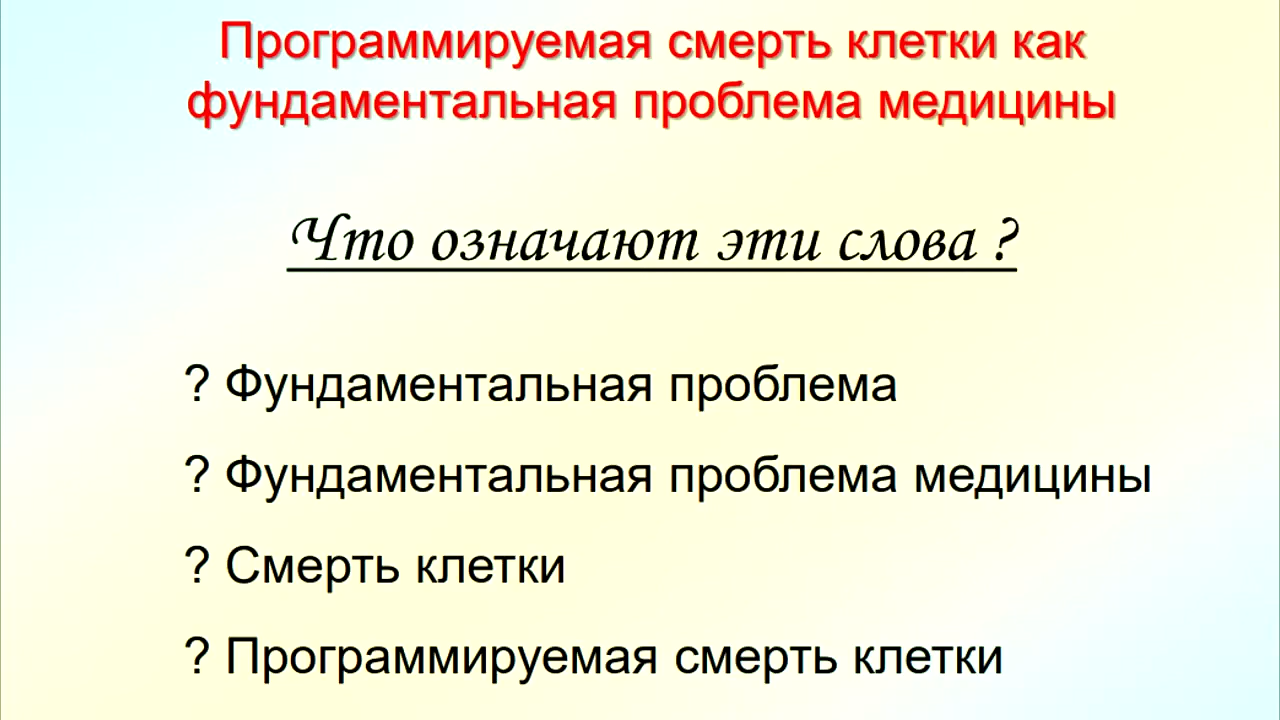 Программируемая смерть клетки как
фундаментальная проблема медицины
Что означают эти слова ?
? Фундаментальная проблема
? Фундаментальная проблема медицины
? Смерть клетки
? Программируемая смерть клетки